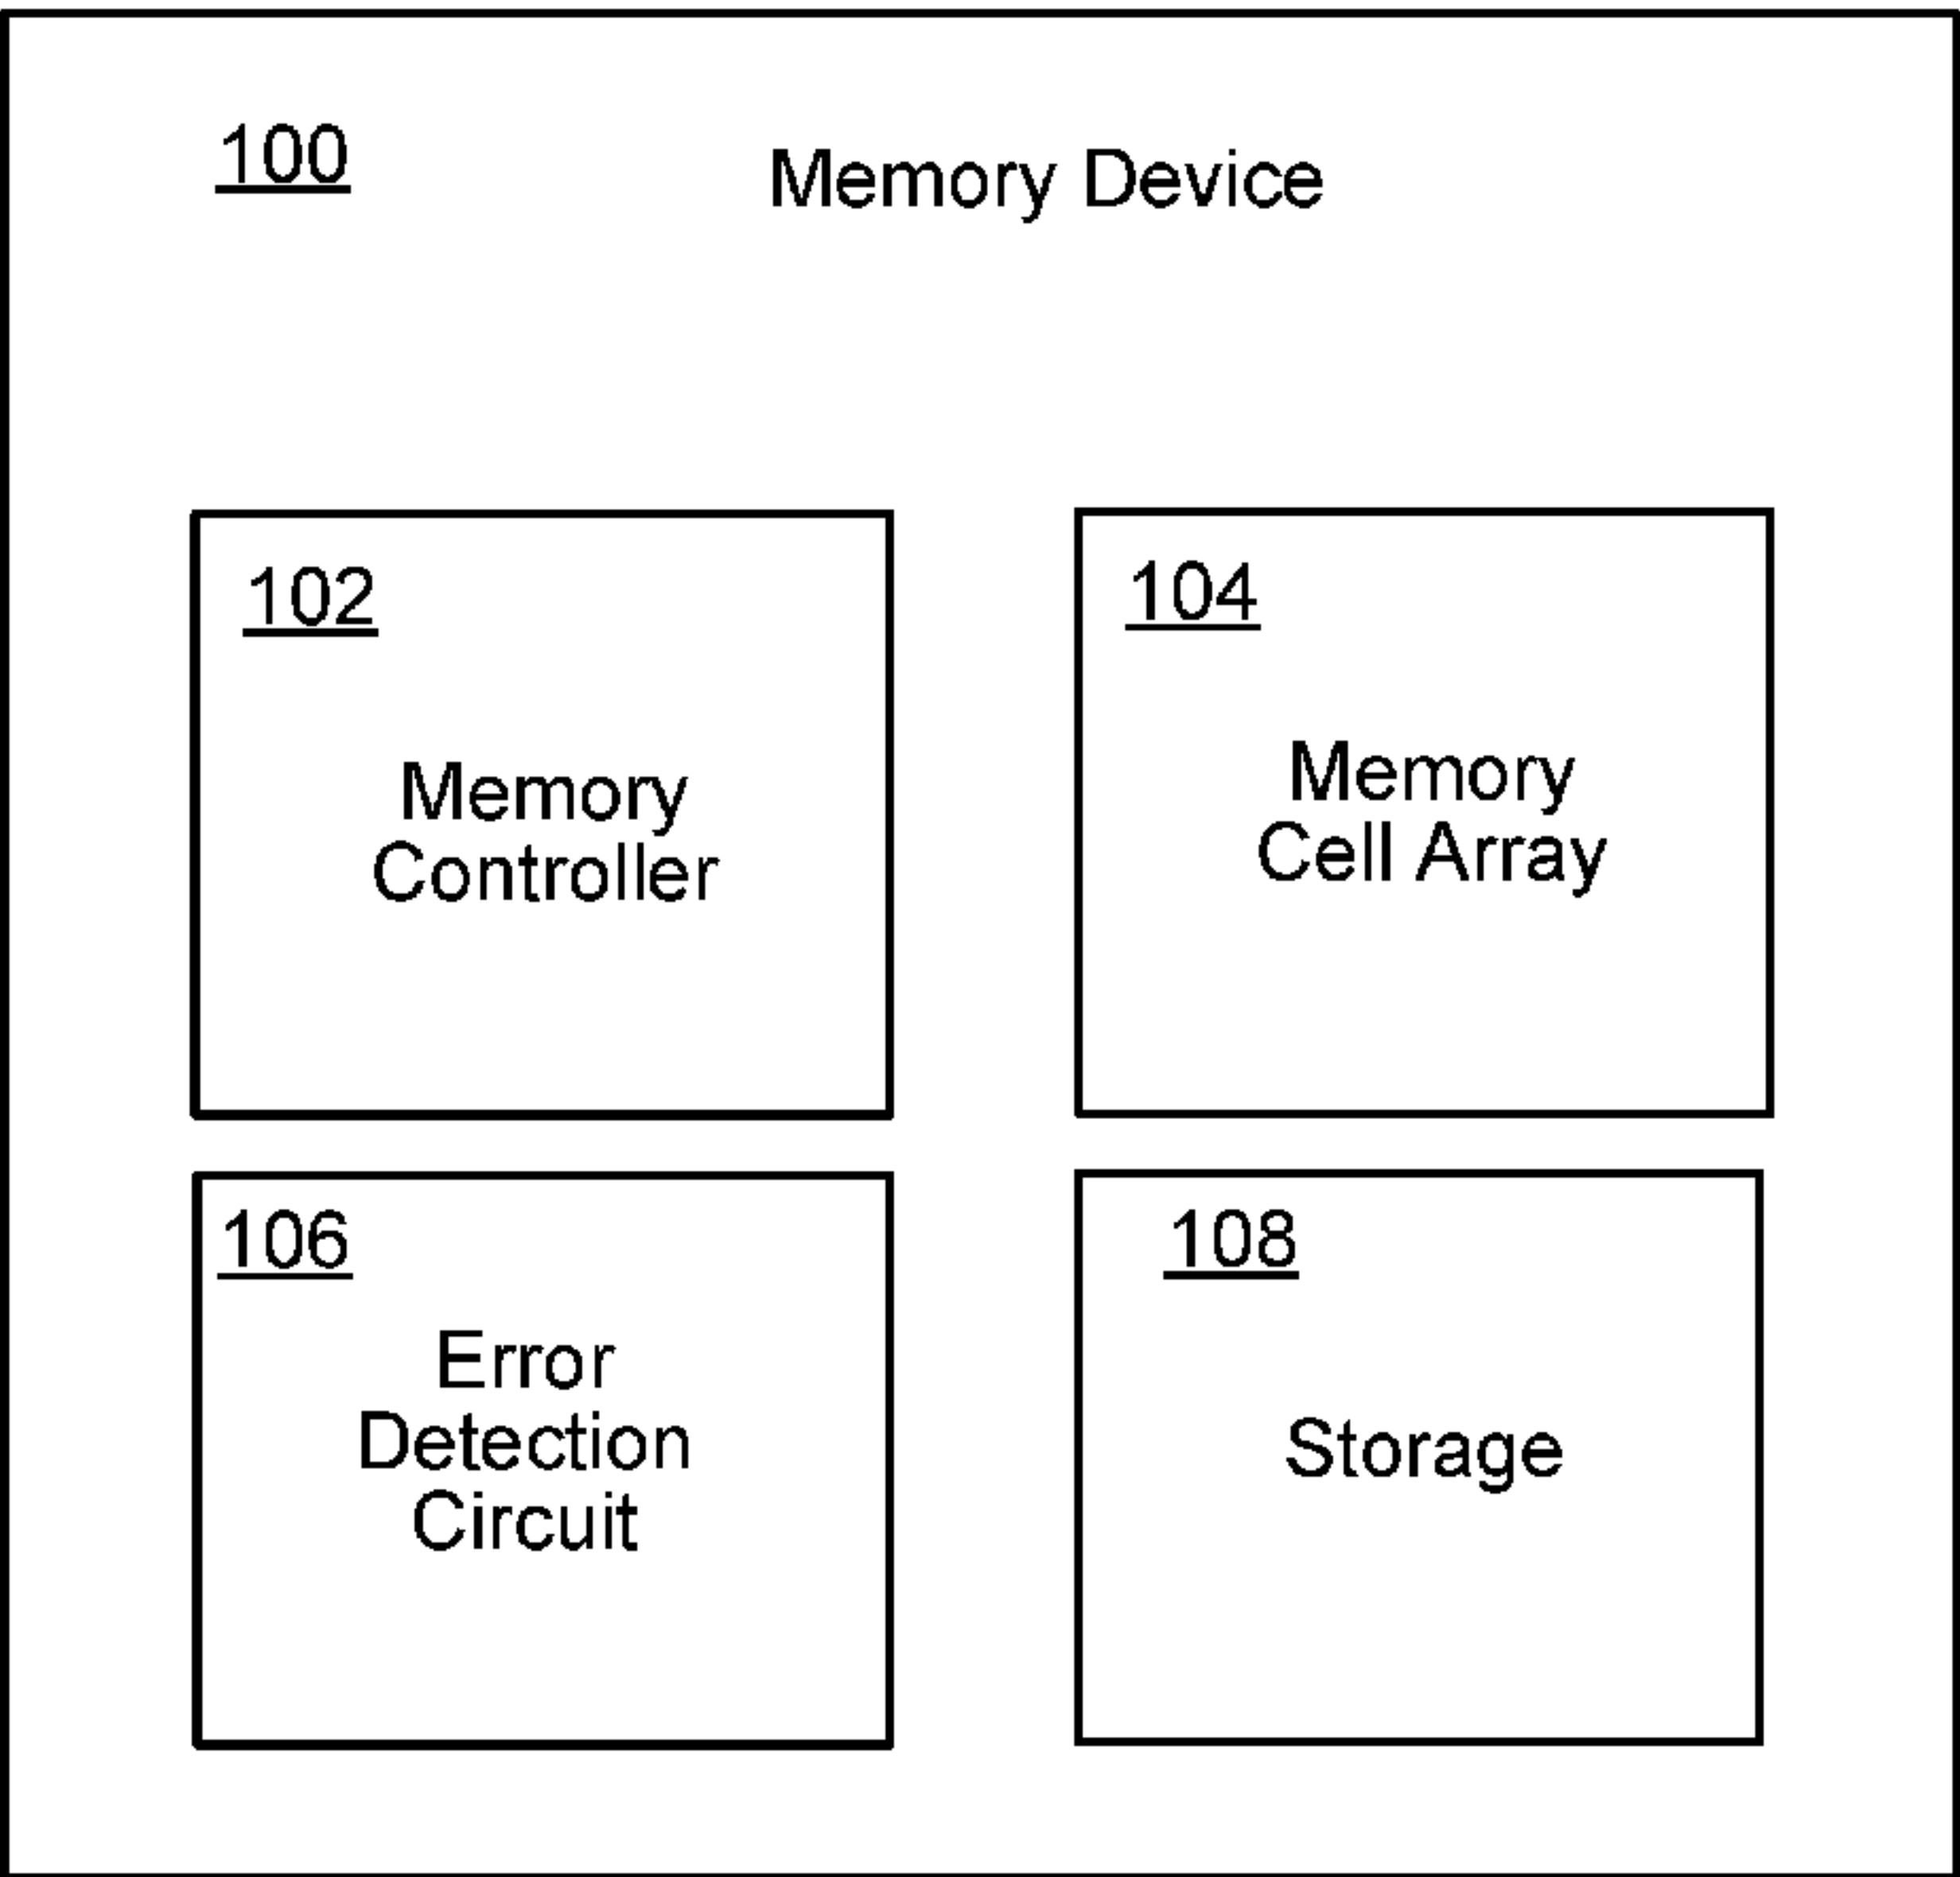 100
Memory Device
102
Memory
Controller
104
Memory
Cell Array
106
Error
Detection
Circuit
108
Storage